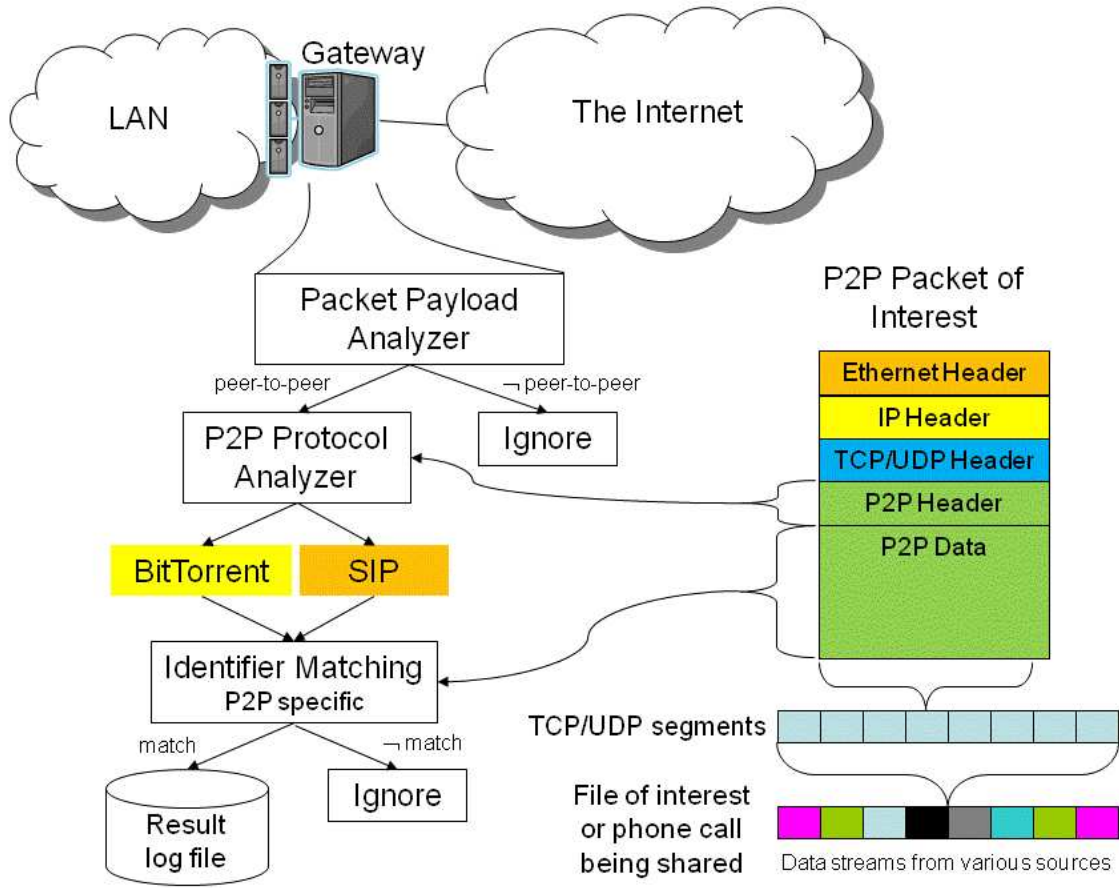 Gateway
LAN
The Internet
Packet Payload
Analyzer
peer-to-peer
¬ peer-to-peer
P2P Protocol
Analyzer
Ignore
BitTorrent
SIP
Identifier Matching
P2P specific
match
¬ match
Result
log file
Ignore
P2P Packet of
Interest
Ethernet Header
IP Header
TCP/UDP Header
P2P Header
P2P Data
TCP/UDP segments
File of interest
or phone call
being shared
Data streams from various sources